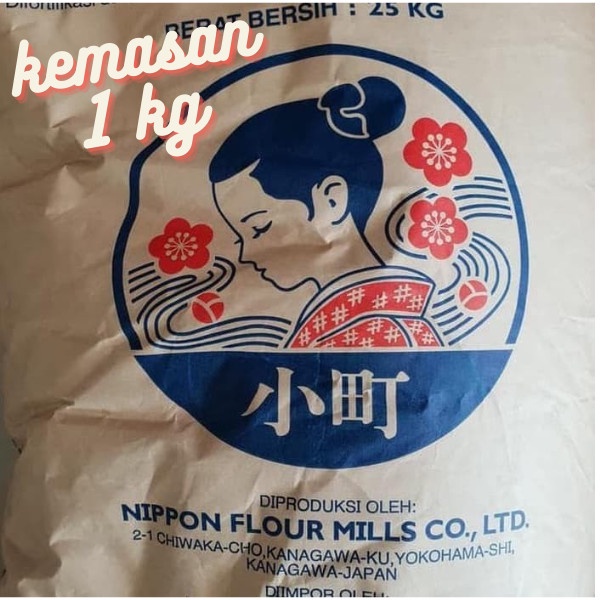 Difortifikasi
BERAT BERSIH : 25 KG
kemasan
1 kg
小町
DIPRODUKSI OLEH:
NIPPON FLOUR MILLS CO., LTD.
2-1 CHIWAKA-CHO,KANAGAWA-KU,YOKOHAMA-SHI,
KANAGAWA-JAPAN
DIIMPOR OLEH: